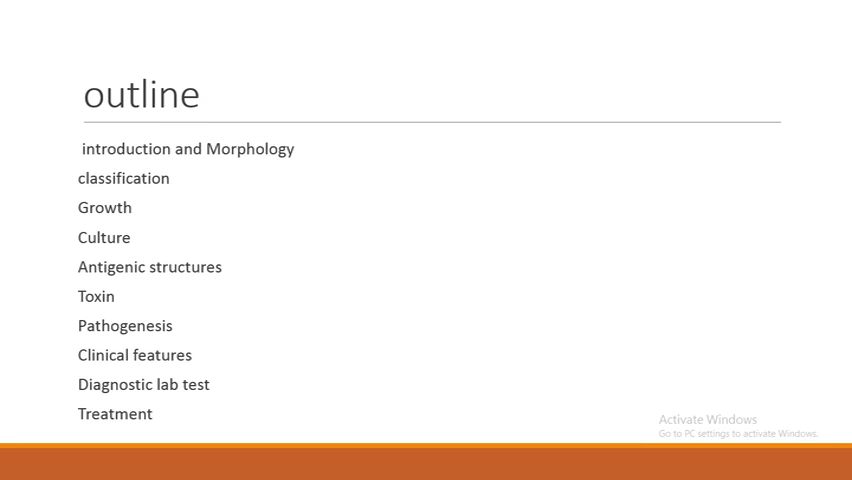 outline
introduction and Morphology
classification
Growth
Culture
Antigenic structures
Toxin
Pathogenesis
Clinical features
Diagnostic lab test
Treatment
Activate Windows
Go to PC settings to activate Windows.